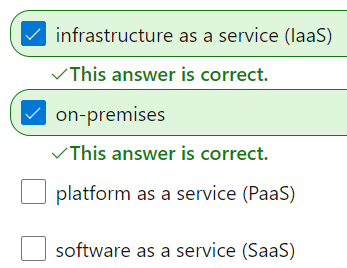 infrastructure as a service (IaaS)
This answer is correct.
on-premises
This answer is correct.
platform as a service (PaaS)
software as a service (SaaS)